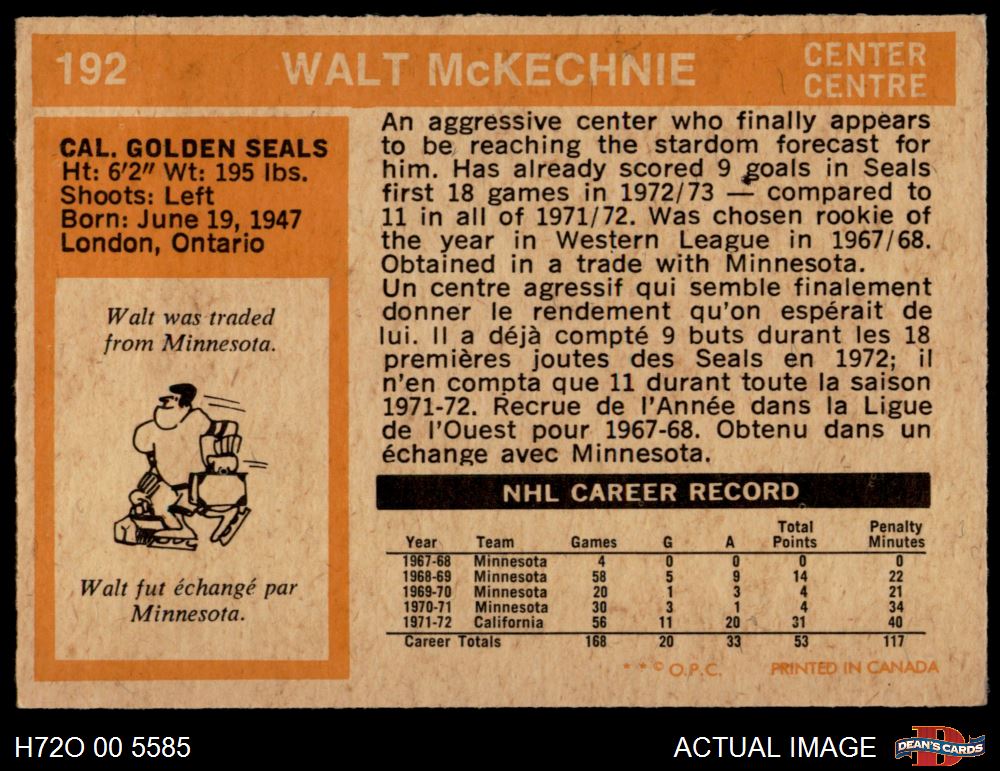 192 WALT McKECHNIE CENTER
CENTRE
CAL. GOLDEN SEALS
Ht: 6'2" Wt: 195 lbs.
Shoots: Left
Born: June 19, 1947
London, Ontario
Walt was traded
from Minnesota.
Walt fut échangé par
Minnesota.
An aggressive center who finally appears
to be reaching the stardom forecast for
him. Has already scored 9 goals in Seals
first 18 games in 1972/73 — compared to
11 in all of 1971/72. Was chosen rookie of
the year in Western League in 1967/68.
Obtained in a trade with Minnesota.
Un centre agressif qui semble finalement
donner le rendement qu'on espérait de
lui. Il a déjà compté 9 buts durant les 18
premières joutes des Seals en 1972; il
n'en compta que 11 durant toute la saison
1971-72. Recrue de l'Année dans la Ligue
de l'Ouest pour 1967-68. Obtenu dans un
échange avec Minnesota.
NHL CAREER RECORD
Year Team Games G A Total Points Penalty Minutes
1967-68 Minnesota 4 0 0 0 0
1968-69 Minnesota 58 5 9 14 22
1969-70 Minnesota 20 1 3 4 21
1970-71 Minnesota 30 3 1 4 34
1971-72 California 56 11 20 31 40
Career Totals 168 20 33 53 117
* * © O.P.C. PRINTED IN CANADA
H72O 00 5585 ACTUAL IMAGE DEAN'S CARDS